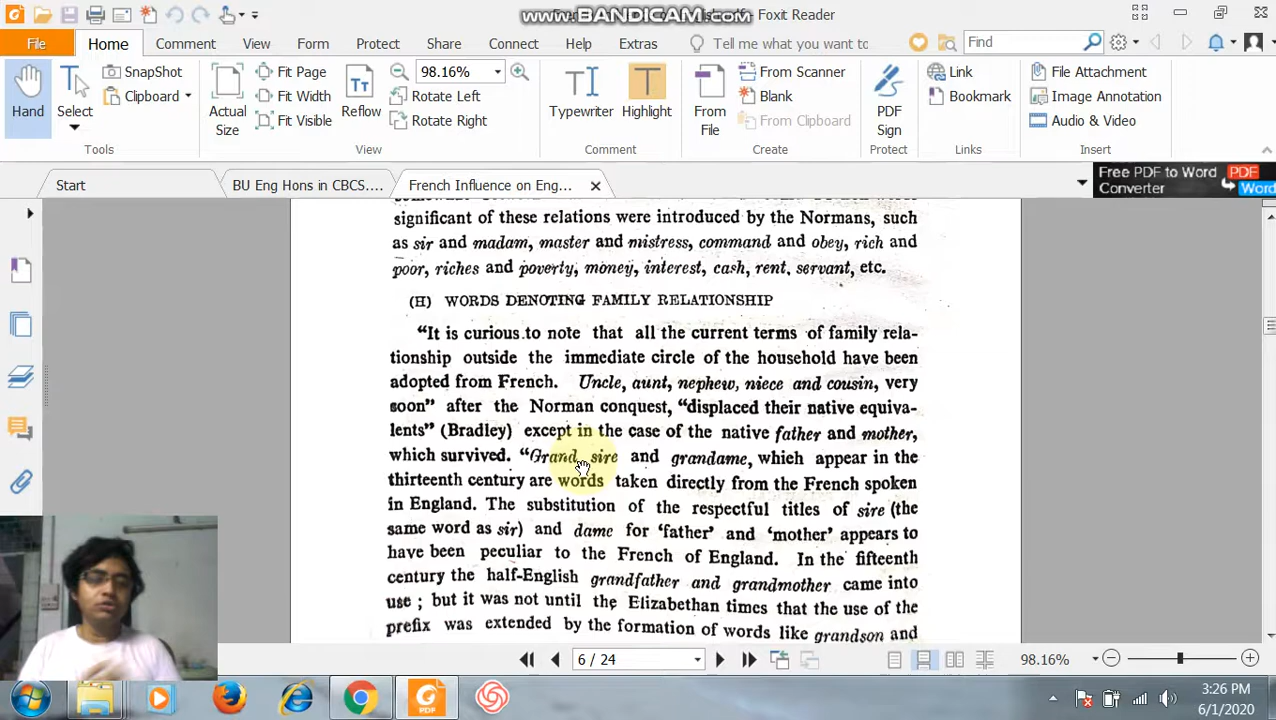 www.BANDICAM.com
Foxit Reader
File
Home
Comment
View
Form
Protect
Share
Connect
Help
Extras
Tell me what you want to
Find
Hand
Select
SnapShot
Clipboard
Actual Size
Fit Page
Fit Width
Fit Visible
Reflow
98.16%
Rotate Left
Rotate Right
Typewriter
Highlight
From File
From Scanner
Blank
From Clipboard
PDF Sign
Link
Bookmark
File Attachment
Image Annotation
Audio & Video
Tools
View
Comment
Create
Protect
Links
Insert
Start
BU Eng Hons in CBCS....
French Influence on Eng...
Free PDF to Word
Converter
PDF
Word
significant of these relations were introduced by the Normans, such
as sir and madam, master and mistress, command and obey, rich and
poor, riches and poverty, money, interest, cash, rent, servant, etc.
(H) WORDS DENOTING FAMILY RELATIONSHIP
"It is curious to note that all the current terms of family rela-
tionship outside the immediate circle of the household have been
adopted from French. Uncle, aunt, nephew, niece and cousin, very
soon" after the Norman conquest, "displaced their native equiva-
lents" (Bradley) except in the case of the native father and mother,
which survived. "Grand sire and grandame, which appear in the
thirteenth century are words taken directly from the French spoken
in England. The substitution of the respectful titles of sire (the
same word as sir) and dame for 'father' and 'mother' appears to
have been peculiar to the French of England. In the fifteenth
century the half-English grandfather and grandmother came into
use ; but it was not until the Elizabethan times that the use of the
prefix was extended by the formation of words like grandson and
6 / 24
98.16%
PDF
3:26 PM
6/1/2020